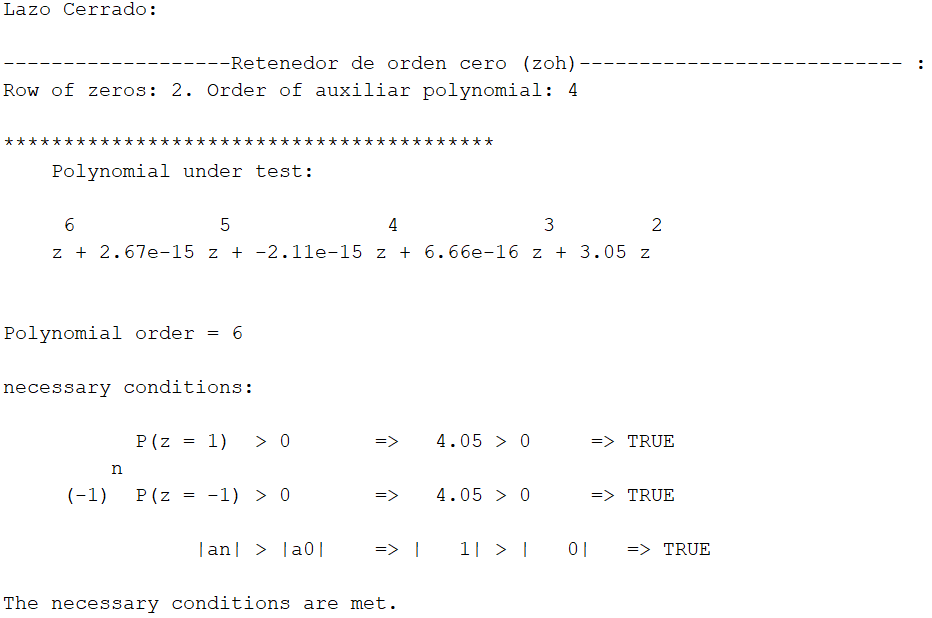 Lazo Cerrado:
-------------------Retenedor de orden cero (zoh)--------------------------- :
Row of zeros: 2. Order of auxiliar polynomial: 4
*****************************************
Polynomial under test:
6 5 4 3 2
z + 2.67e-15 z + -2.11e-15 z + 6.66e-16 z + 3.05 z
Polynomial order = 6
necessary conditions:
P(z = 1) > 0 => 4.05 > 0 => TRUE
n
(-1) P(z = -1) > 0 => 4.05 > 0 => TRUE
|an| > |a0| => | 1| > | 0| => TRUE
The necessary conditions are met.